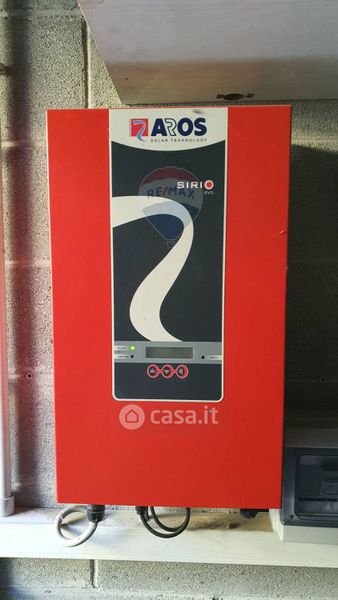 AROS
SOLAR TECHNOLOGY
SIRIO
EVO
RE/MAX
casa.it